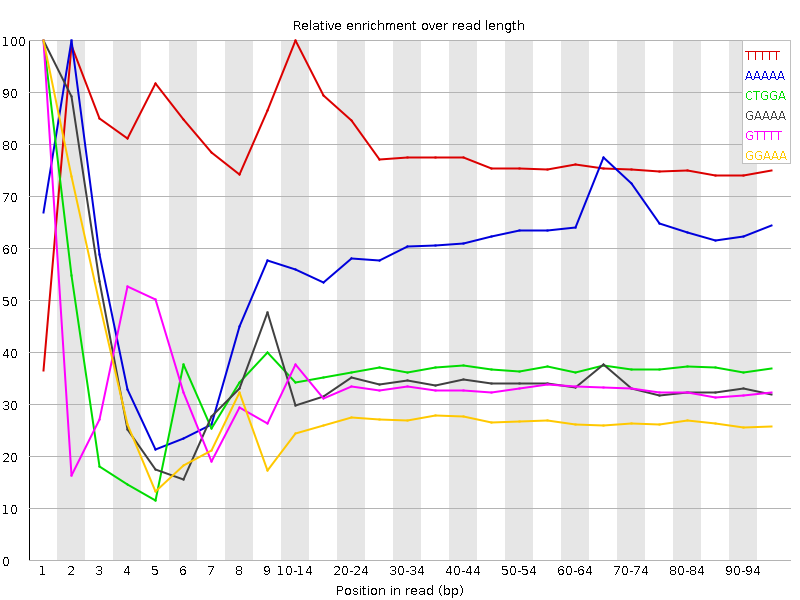 Relative enrichment over read length
100
90
80
70
60
50
40
30
20
10
0
TTTTT
AAAAA
CTGGA
GAAAA
GTTTT
GGAAA
1 2 3 4 5 6 7 8 9 10-14 20-24 30-34 40-44 50-54 60-64 70-74 80-84 90-94
Position in read (bp)